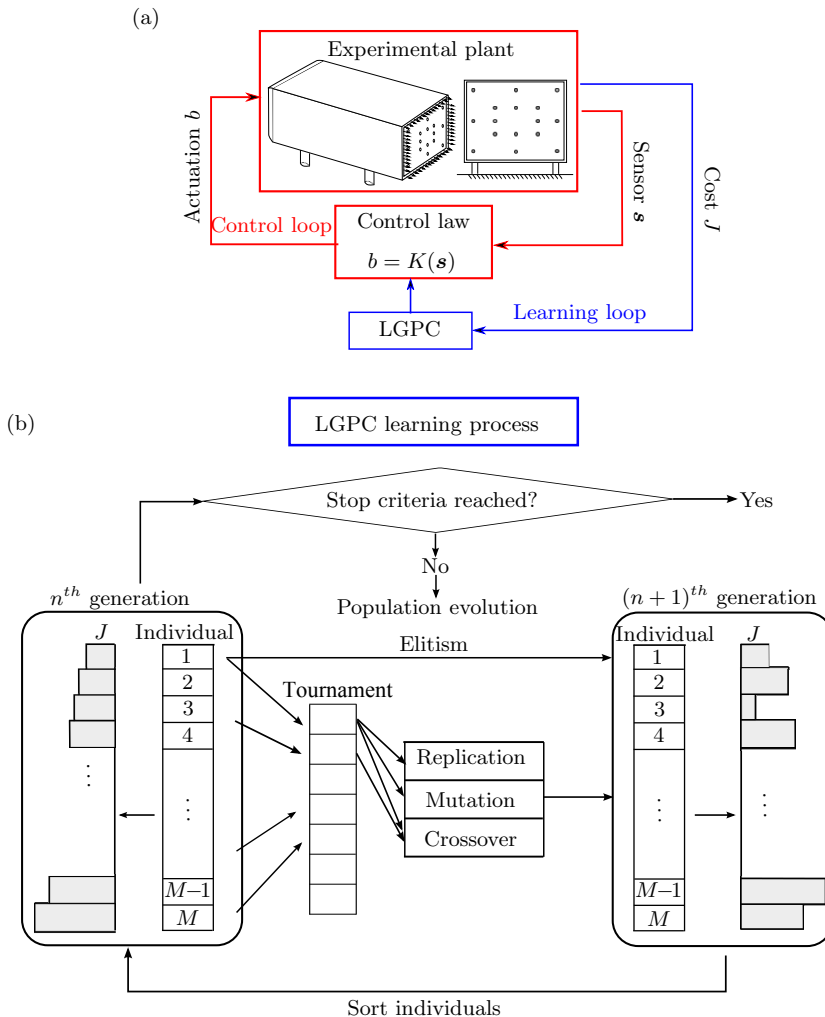 (a)
Experimental plant
Actuation b
Sensor s
Cost J
Control loop
Control law
b = K(s)
Learning loop
LGPC
(b)
LGPC learning process
Stop criteria reached?
Yes
No
n^{th} generation
Population evolution
(n + 1)^{th} generation
J
Individual
Elitism
Individual
J
1
1
2
2
Tournament
3
3
4
4
Replication
⋮
⋮
Mutation
⋮
⋮
Crossover
M−1
M−1
M
M
Sort individuals